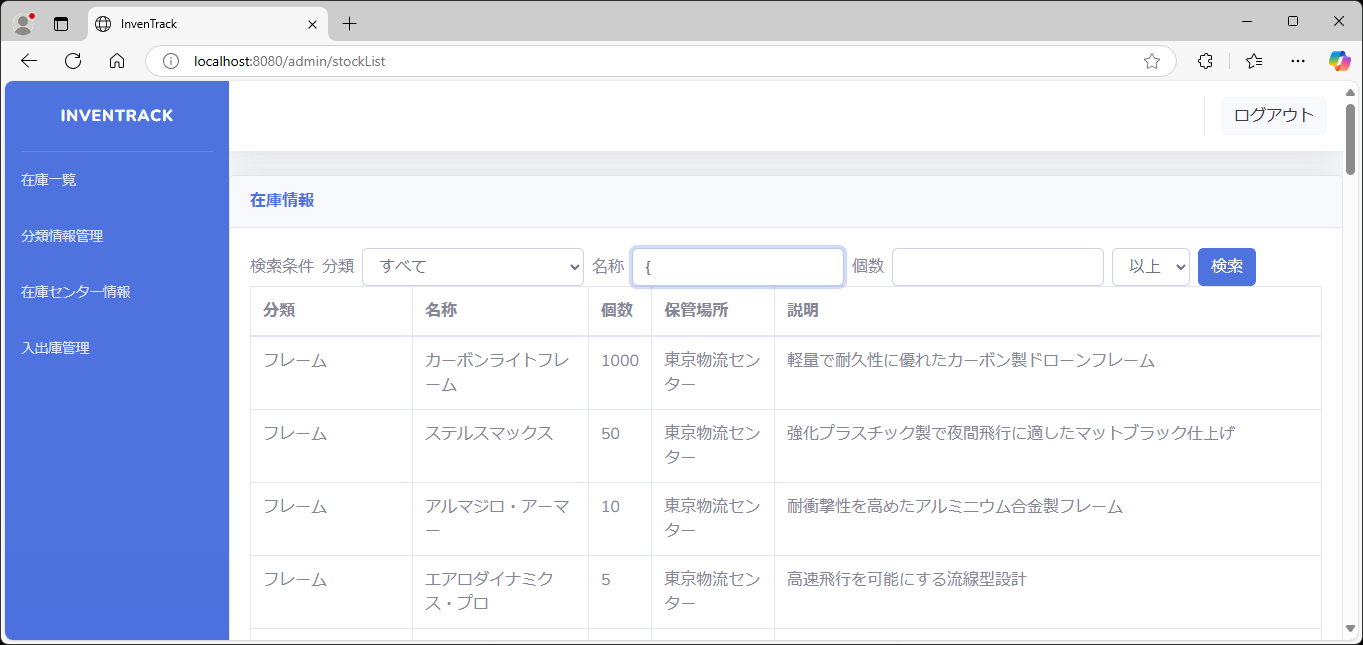 InvenTrack
localhost:8080/admin/stockList
INVENTRACK
ログアウト
在庫一覧
分類情報管理
在庫センター情報
入出庫管理
在庫情報
検索条件 分類 すべて 名称 { 個数 以上 検索
分類 名称 個数 保管場所 説明
フレーム カーボンライトフレ 1000 東京物流セン 軽量で耐久性に優れたカーボン製ドローンフレーム
ーム ター
フレーム ステルスマックス 50 東京物流セン 強化プラスチック製で夜間飛行に適したマットブラック仕上げ
ター
フレーム アルマジロ・アーマ 10 東京物流セン 耐衝撃性を高めたアルミニウム合金製フレーム
ー ター
フレーム エアロダイナミク 5 東京物流セン 高速飛行を可能にする流線型設計
ス・プロ ター